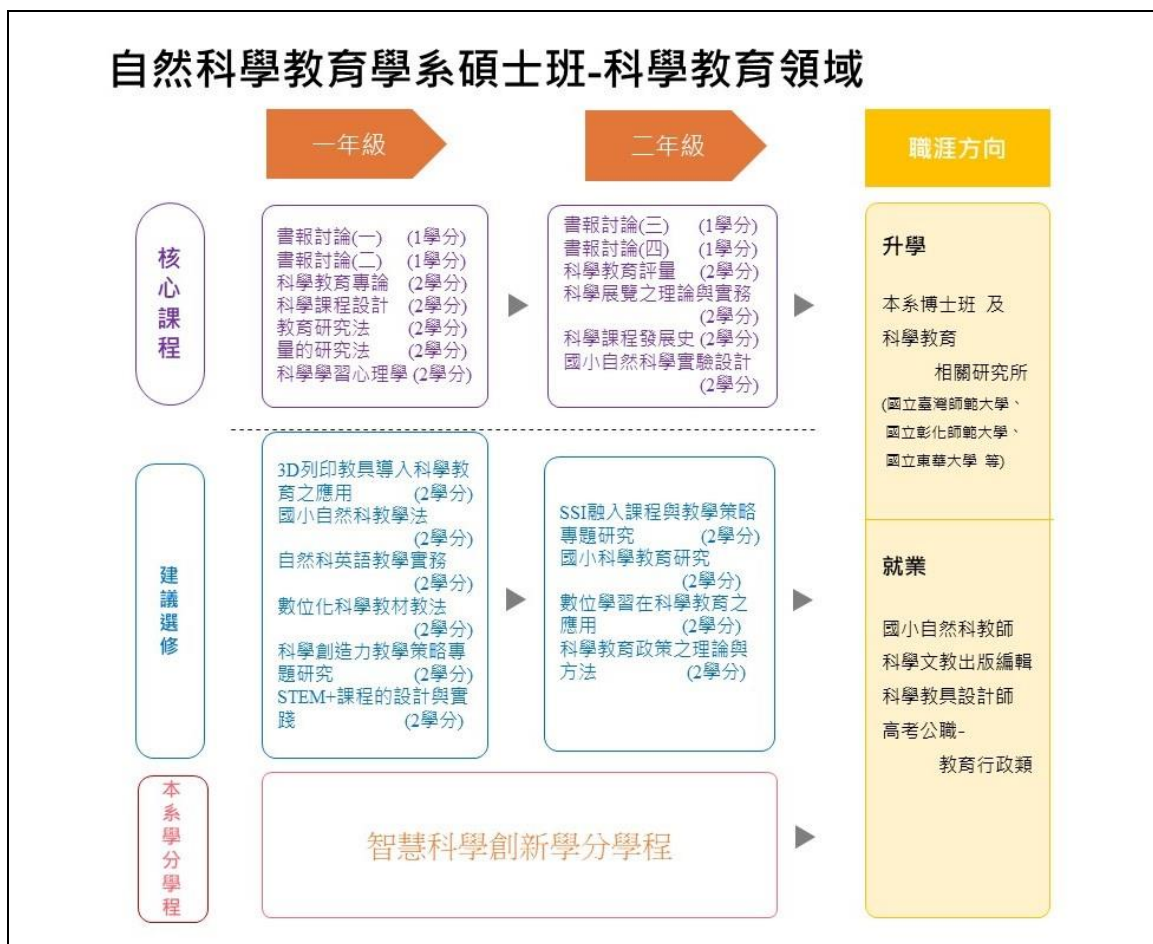 自然科學教育學系碩士班-科學教育領域
一年級
二年級
職涯方向
核心課程
書報討論(一) (1學分)
書報討論(二) (1學分)
科學教育專論 (2學分)
科學課程設計 (2學分)
教育研究法 (2學分)
量的研究法 (2學分)
科學學習心理學 (2學分)
書報討論(三) (1學分)
書報討論(四) (1學分)
科學教育評量 (2學分)
科學展覽之理論與實務
(2學分)
科學課程發展史 (2學分)
國小自然科學實驗設計
(2學分)
建議選修
3D列印教具導入科學教
育之應用 (2學分)
國小自然科教學法
(2學分)
自然科英語教學實務
(2學分)
數位化科學教材教法
(2學分)
科學創造力教學策略專
題研究 (2學分)
STEM+課程的設計與實
踐 (2學分)
SSI融入課程與教學策略
專題研究 (2學分)
國小科學教育研究
(2學分)
數位學習在科學教育之
應用 (2學分)
科學教育政策之理論與
方法 (2學分)
本系學分學程
智慧科學創新學分學程
升學
本系博士班 及
科學教育
相關研究所
(國立臺灣師範大學、
國立彰化師範大學、
國立東華大學 等)
就業
國小自然科教師
科學文教出版編輯
科學教具設計師
高考公職-
教育行政類